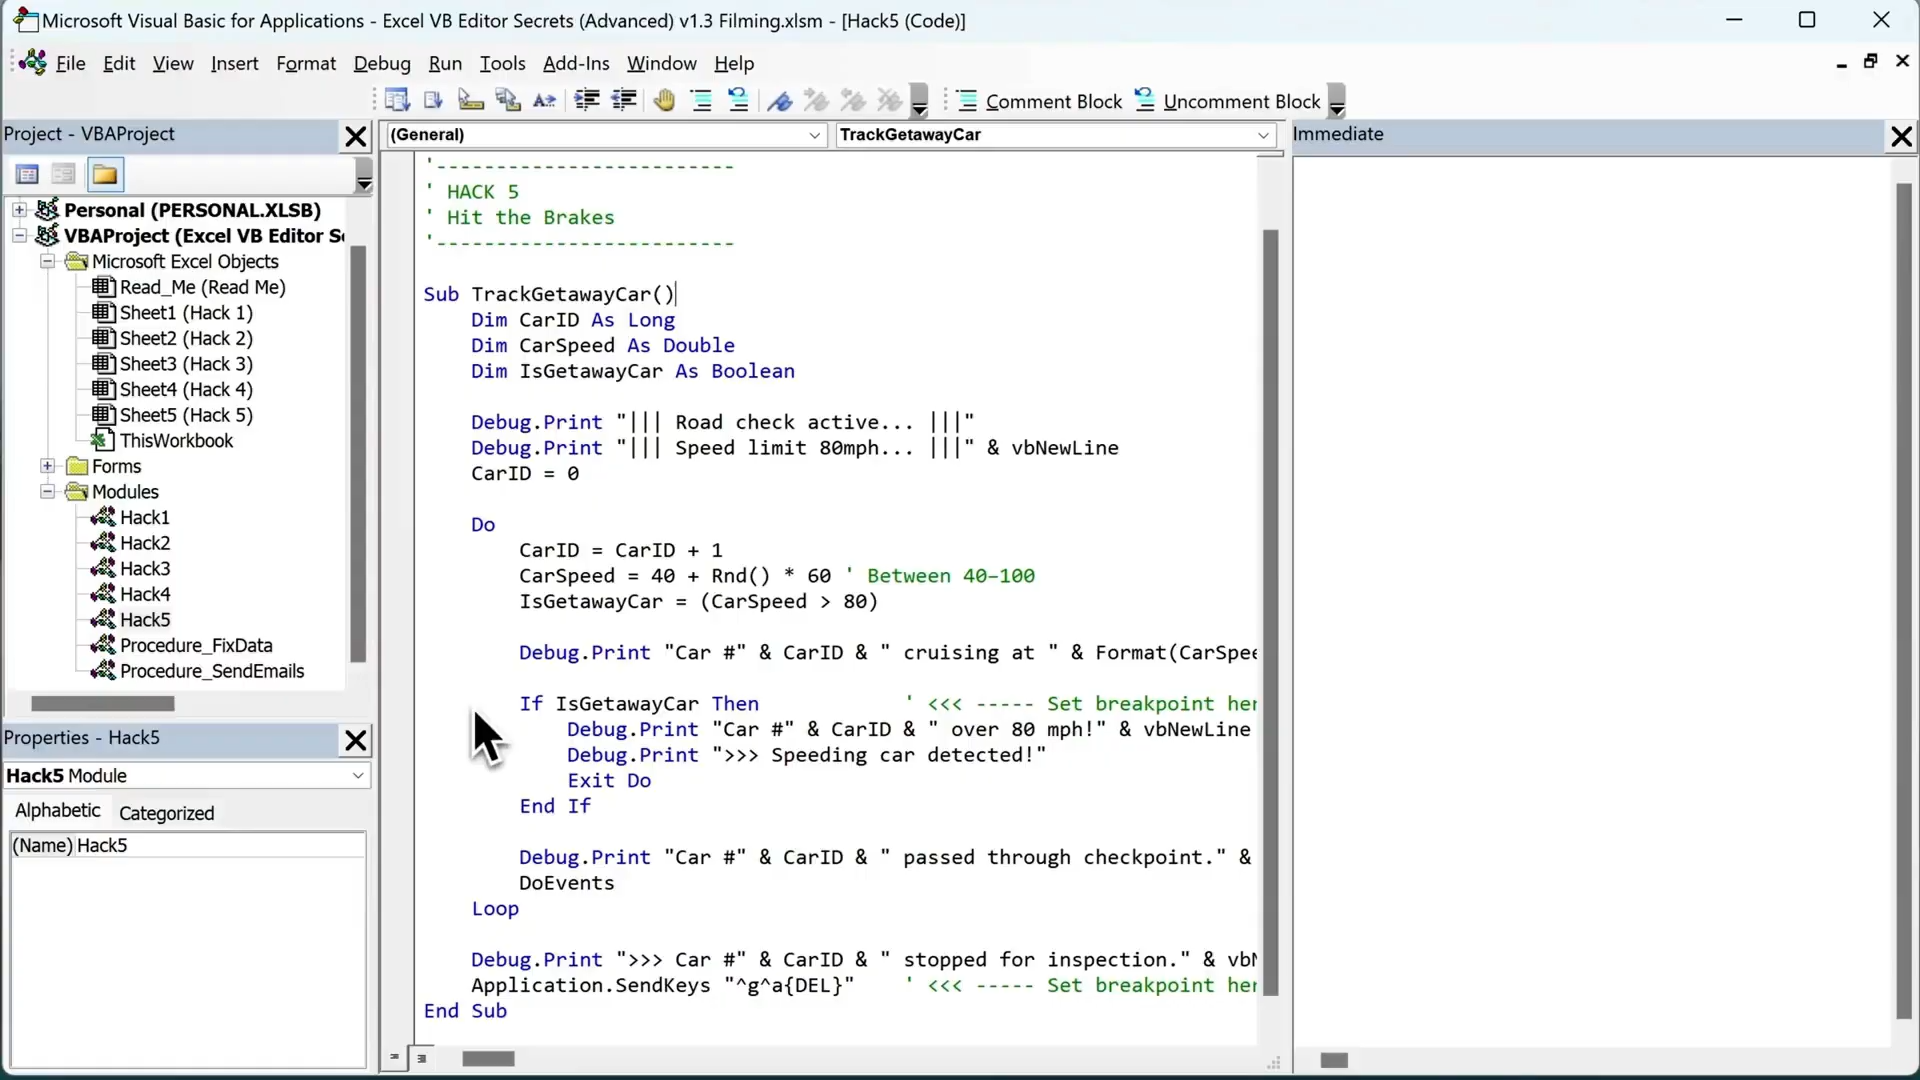 Microsoft Visual Basic for Applications - Excel VB Editor Secrets (Advanced) v1.3 Filming.xlsm - [Hack5 (Code)]
File Edit View Insert Format Debug Run Tools Add-Ins Window Help
Comment Block Uncomment Block
Project - VBAProject
Personal (PERSONAL.XLSB)
VBAProject (Excel VB Editor S
Microsoft Excel Objects
Read_Me (Read Me)
Sheet1 (Hack 1)
Sheet2 (Hack 2)
Sheet3 (Hack 3)
Sheet4 (Hack 4)
Sheet5 (Hack 5)
ThisWorkbook
Forms
Modules
Hack1
Hack2
Hack3
Hack4
Hack5
Procedure_FixData
Procedure_SendEmails
Properties - Hack5
Hack5 Module
Alphabetic Categorized
(Name) Hack5
(General) TrackGetawayCar
'-------------------------
' HACK 5
' Hit the Brakes
'-------------------------
Sub TrackGetawayCar()
Dim CarID As Long
Dim CarSpeed As Double
Dim IsGetawayCar As Boolean
Debug.Print "||| Road check active... |||"
Debug.Print "||| Speed limit 80mph... |||" & vbNewLine
CarID = 0
Do
CarID = CarID + 1
CarSpeed = 40 + Rnd() * 60 ' Between 40–100
IsGetawayCar = (CarSpeed > 80)
Debug.Print "Car #" & CarID & " cruising at " & Format(CarSpee
If IsGetawayCar Then ' <<< ----- Set breakpoint her
Debug.Print "Car #" & CarID & " over 80 mph!" & vbNewLine
Debug.Print ">>> Speeding car detected!"
Exit Do
End If
Debug.Print "Car #" & CarID & " passed through checkpoint." &
DoEvents
Loop
Debug.Print ">>> Car #" & CarID & " stopped for inspection." & vbN
Application.SendKeys "^g^a{DEL}" ' <<< ----- Set breakpoint her
End Sub
Immediate